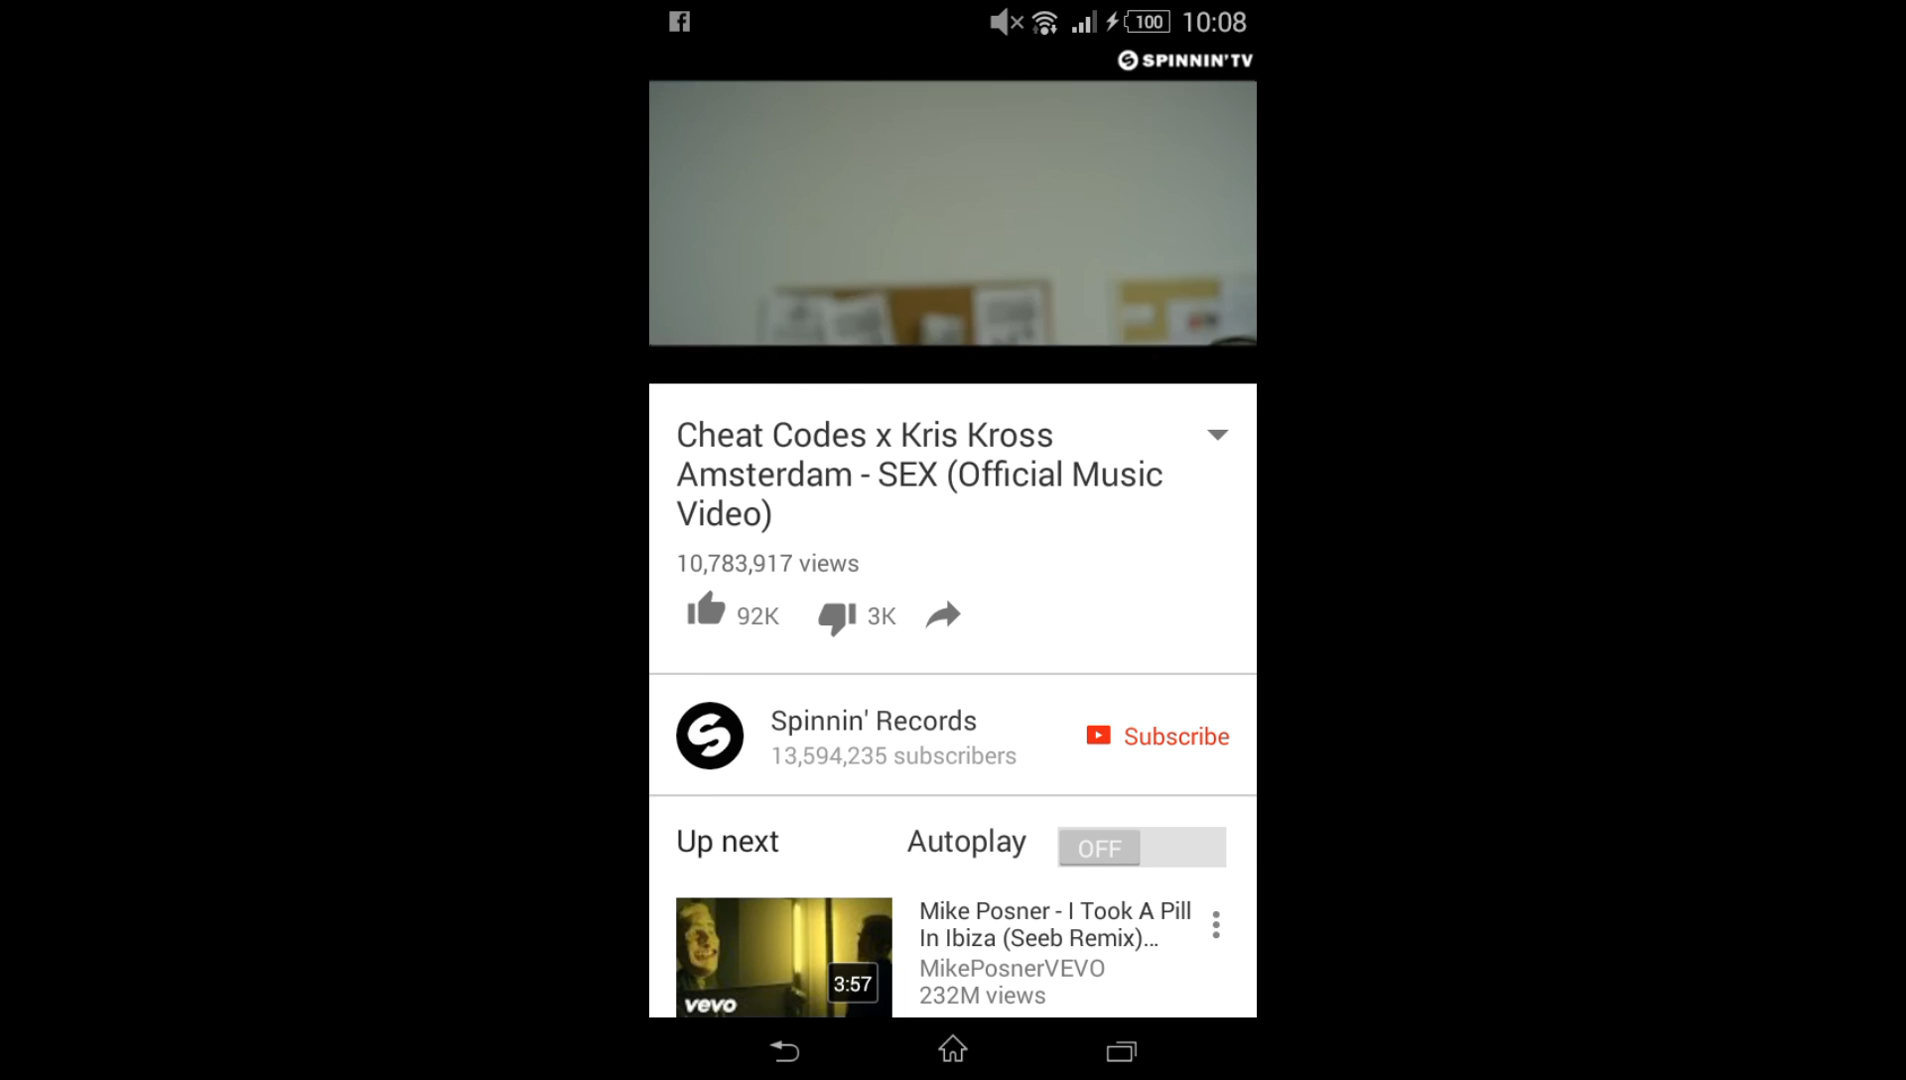 100 10:08
SPINNIN'TV
Cheat Codes x Kris Kross
Amsterdam - SEX (Official Music
Video)
10,783,917 views
92K 3K
Spinnin' Records
13,594,235 subscribers
Subscribe
Up next Autoplay OFF
Mike Posner - I Took A Pill
In Ibiza (Seeb Remix)...
MikePosnerVEVO
232M views
3:57
vevo